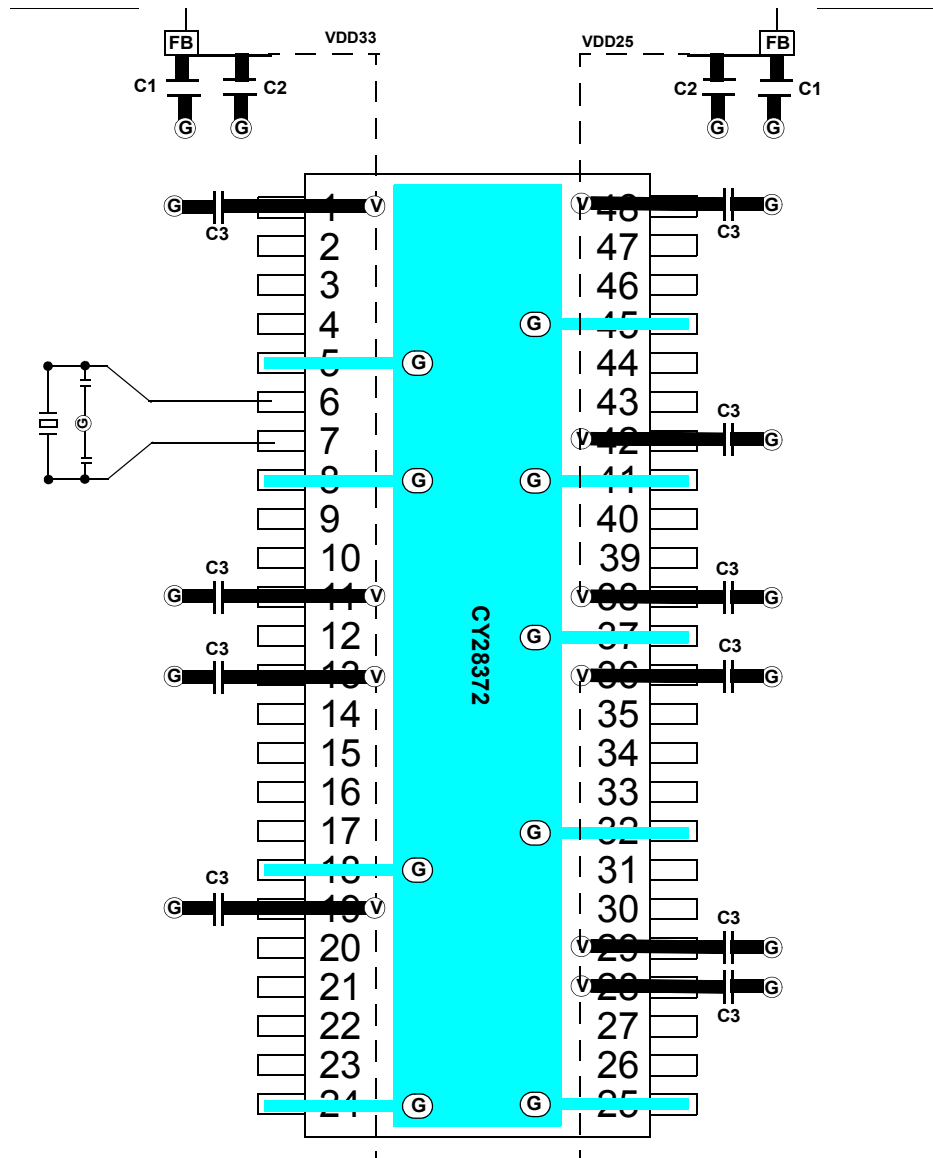 FB
VDD33
VDD25
FB
C1
C2
C2
C1
G
G
G
G
G
C3
1
V
V
48
C3
G
2
47
3
46
4
G
45
5
G
44
6
43
G
7
V
42
C3
G
8
G
G
41
9
40
10
39
G
C3
11
V
V
38
C3
G
12
G
37
G
C3
13
V
V
36
C3
G
CY28372
14
35
15
34
16
33
17
G
32
18
G
31
G
C3
19
V
30
20
V
29
C3
G
21
V
28
C3
G
22
27
23
26
24
G
G
25